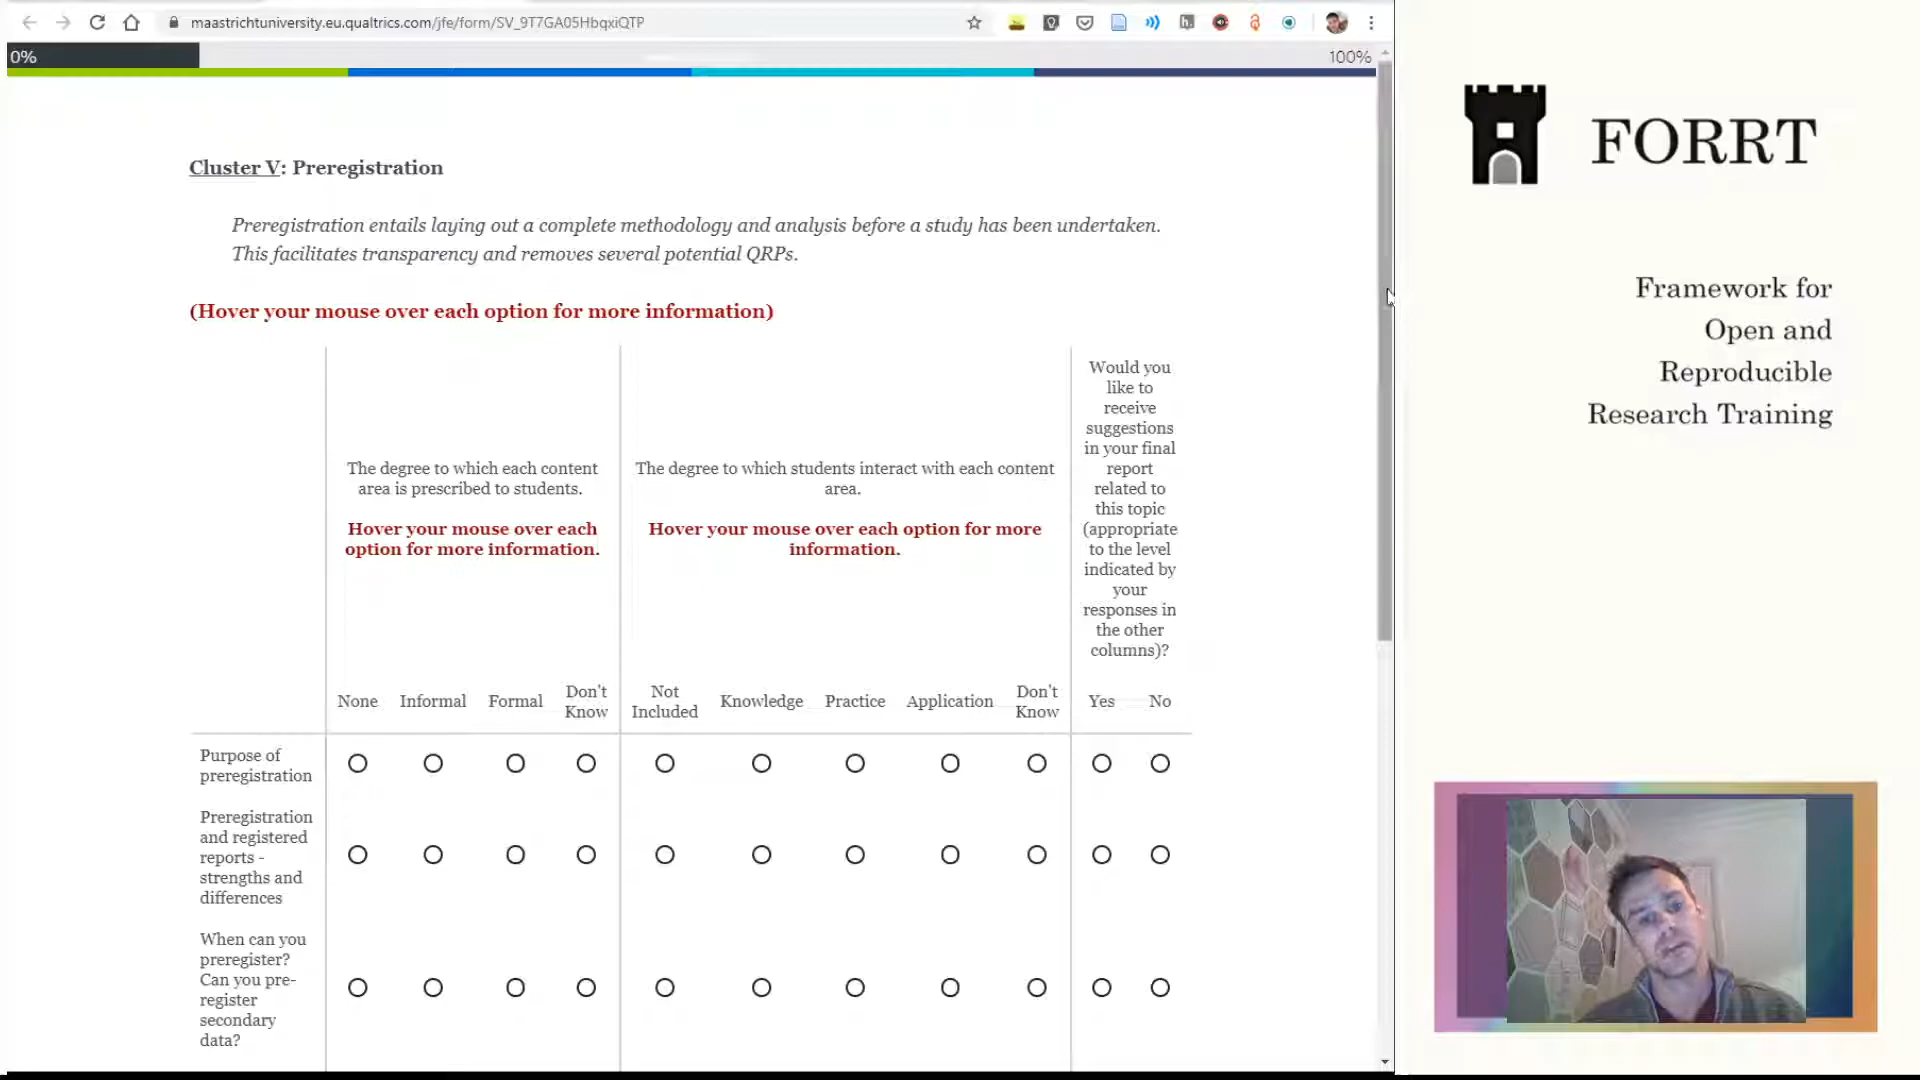 maastrichtuniversity.eu.qualtrics.com/jfe/form/SV_9T7GA05HbqxiQTP
0%
100%
Cluster V: Preregistration
Preregistration entails laying out a complete methodology and analysis before a study has been undertaken.
This facilitates transparency and removes several potential QRPs.
(Hover your mouse over each option for more information)
The degree to which each content
area is prescribed to students.
Hover your mouse over each
option for more information.
The degree to which students interact with each content
area.
Hover your mouse over each option for more
information.
Would you
like to
receive
suggestions
in your final
report
related to
this topic
(appropriate
to the level
indicated by
your
responses in
the other
columns)?
None Informal Formal Don't Know Not Included Knowledge Practice Application Don't Know Yes No
Purpose of
preregistration
Preregistration
and registered
reports -
strengths and
differences
When can you
preregister?
Can you pre-
register
secondary
data?
FORRT
Framework for
Open and
Reproducible
Research Training